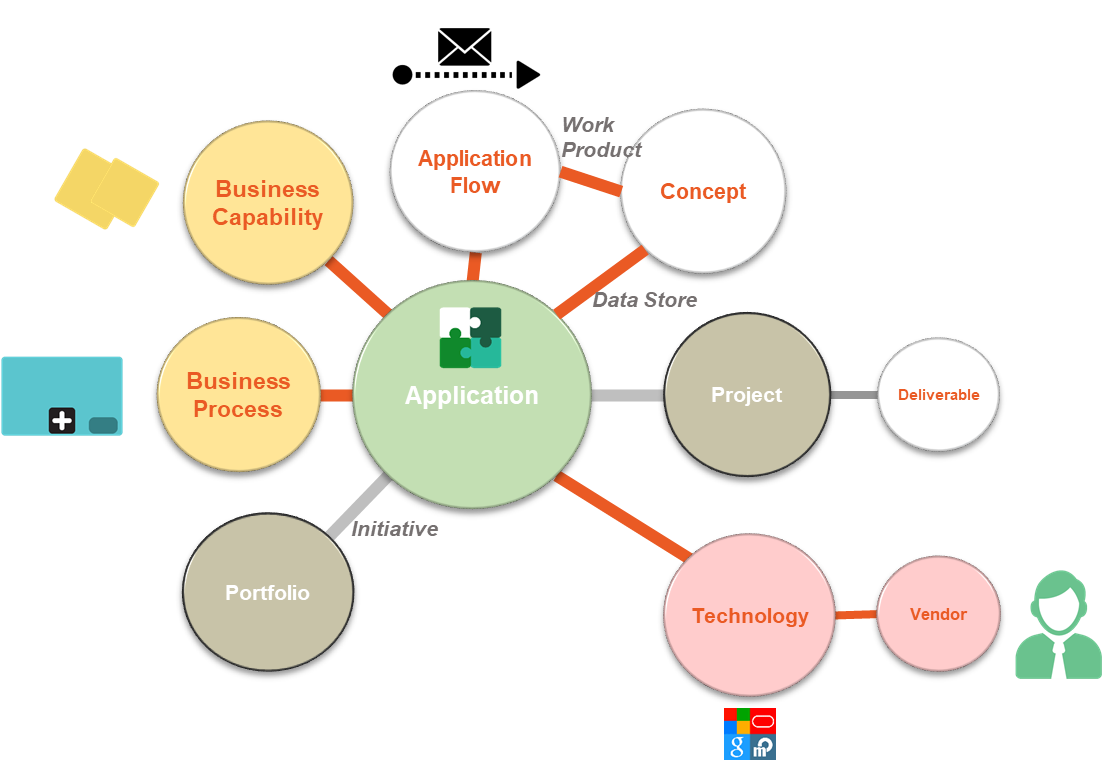 Application
Flow
Work
Product
Concept
Business
Capability
Data Store
Business
Process
Application
Project
Deliverable
Initiative
Portfolio
Technology
Vendor
g
m